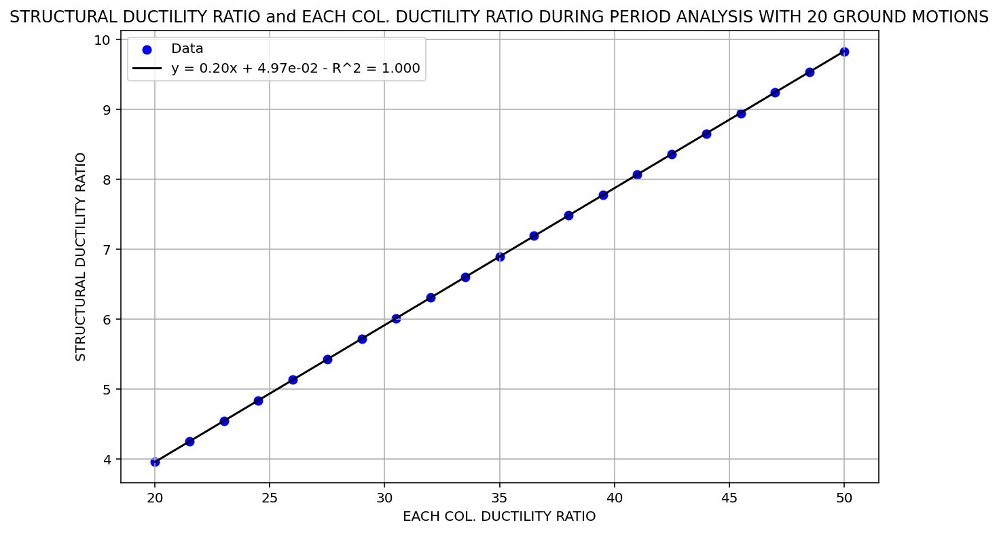 STRUCTURAL DUCTILITY RATIO and EACH COL. DUCTILITY RATIO DURING PERIOD ANALYSIS WITH 20 GROUND MOTIONS
Data
y = 0.20x + 4.97e-02 - R^2 = 1.000
STRUCTURAL DUCTILITY RATIO
10
9
8
7
6
5
4
20 25 30 35 40 45 50
EACH COL. DUCTILITY RATIO